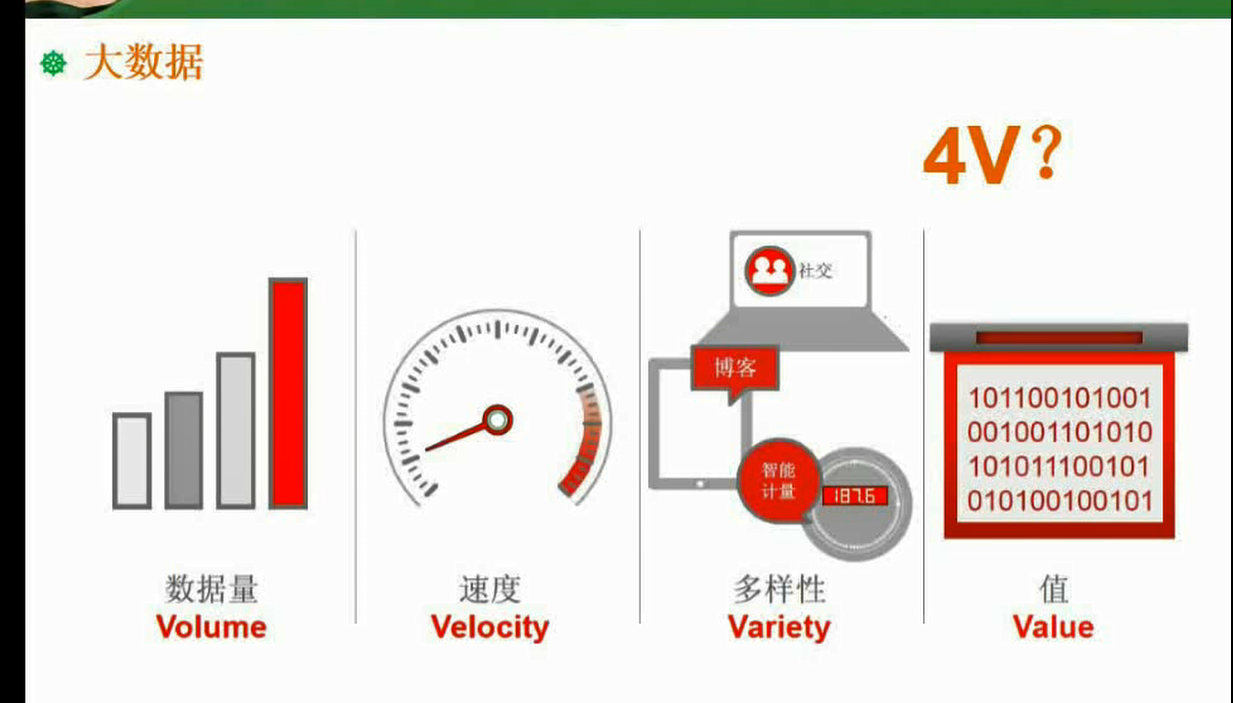 大数据
4V?
社交
博客
智能
计量
187.6
101100101001
001001101010
101011100101
010100100101
数据量
Volume
速度
Velocity
多样性
Variety
值
Value